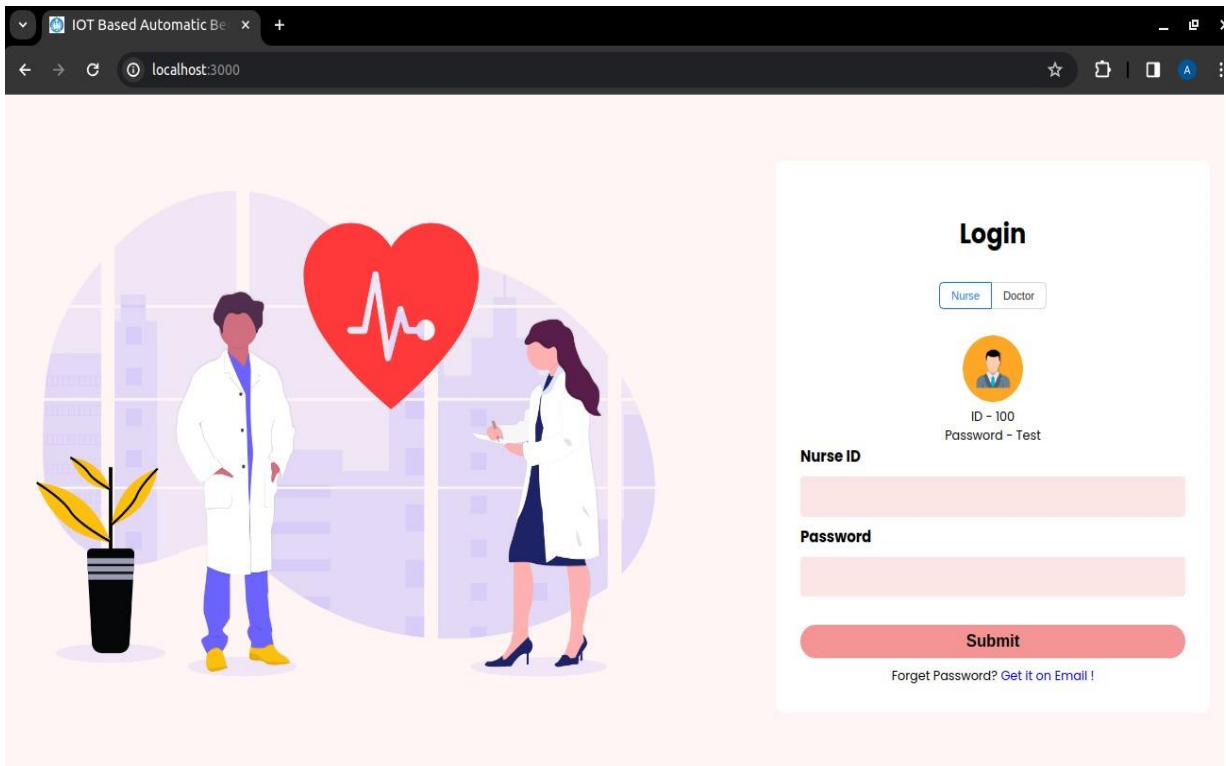 IOT Based Automatic Be
localhost:3000
A
Login
Nurse Doctor
ID - 100
Password - Test
Nurse ID
Password
Submit
Forget Password? Get it on Email !